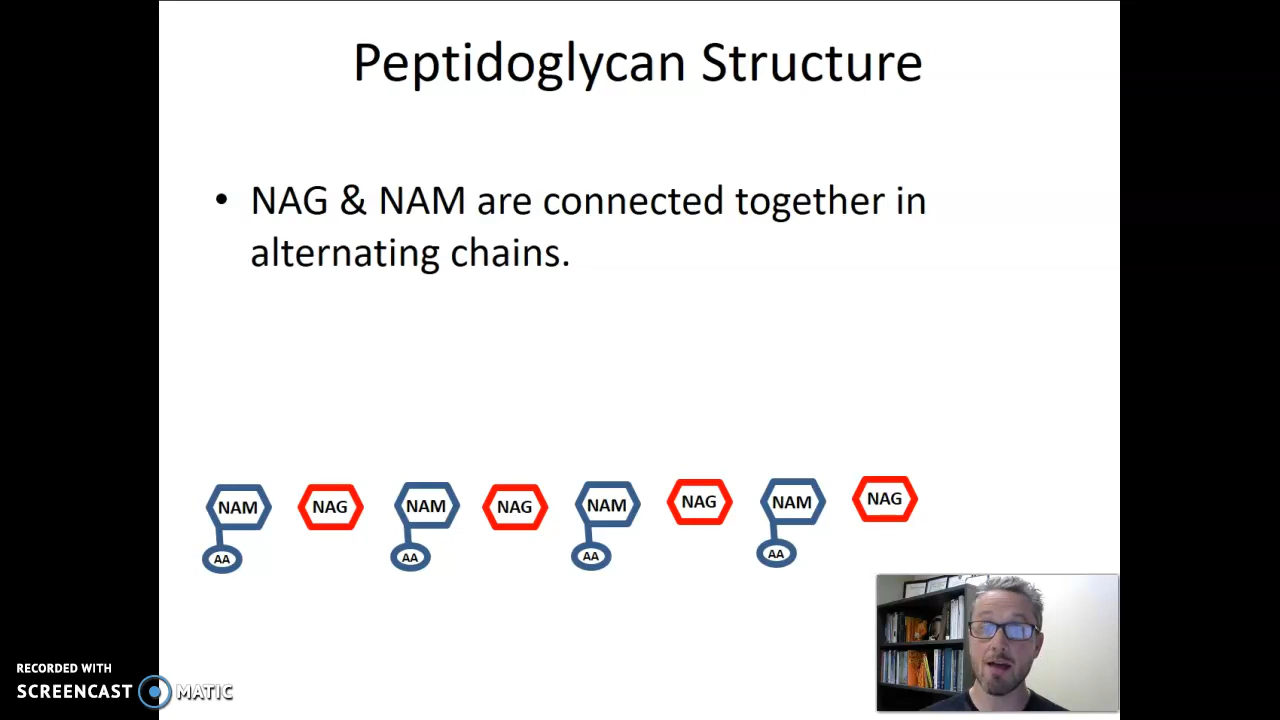 Peptidoglycan Structure
• NAG & NAM are connected together in
alternating chains.
NAM NAG NAM NAG NAM NAG NAM NAG
AA AA AA AA
RECORDED WITH
SCREENCAST MATIC